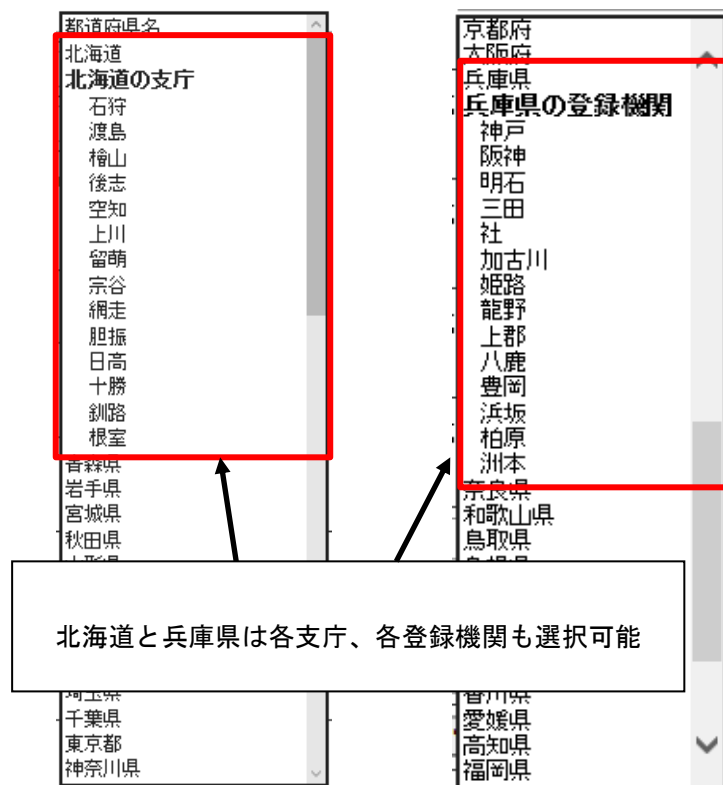 都道府県名
北海道
北海道の支庁
石狩
渡島
檜山
後志
空知
上川
留萌
宗谷
網走
胆振
日高
十勝
釧路
根室
青森県
岩手県
宮城県
秋田県
千葉県
東京都
神奈川県
京都府
大阪府
兵庫県
兵庫県の登録機関
神戸
阪神
明石
三田
社
加古川
姫路
龍野
上郡
八鹿
豊岡
浜坂
柏原
洲本
奈良県
和歌山県
鳥取県
香川県
愛媛県
高知県
福岡県
北海道と兵庫県は各支庁、各登録機関も選択可能